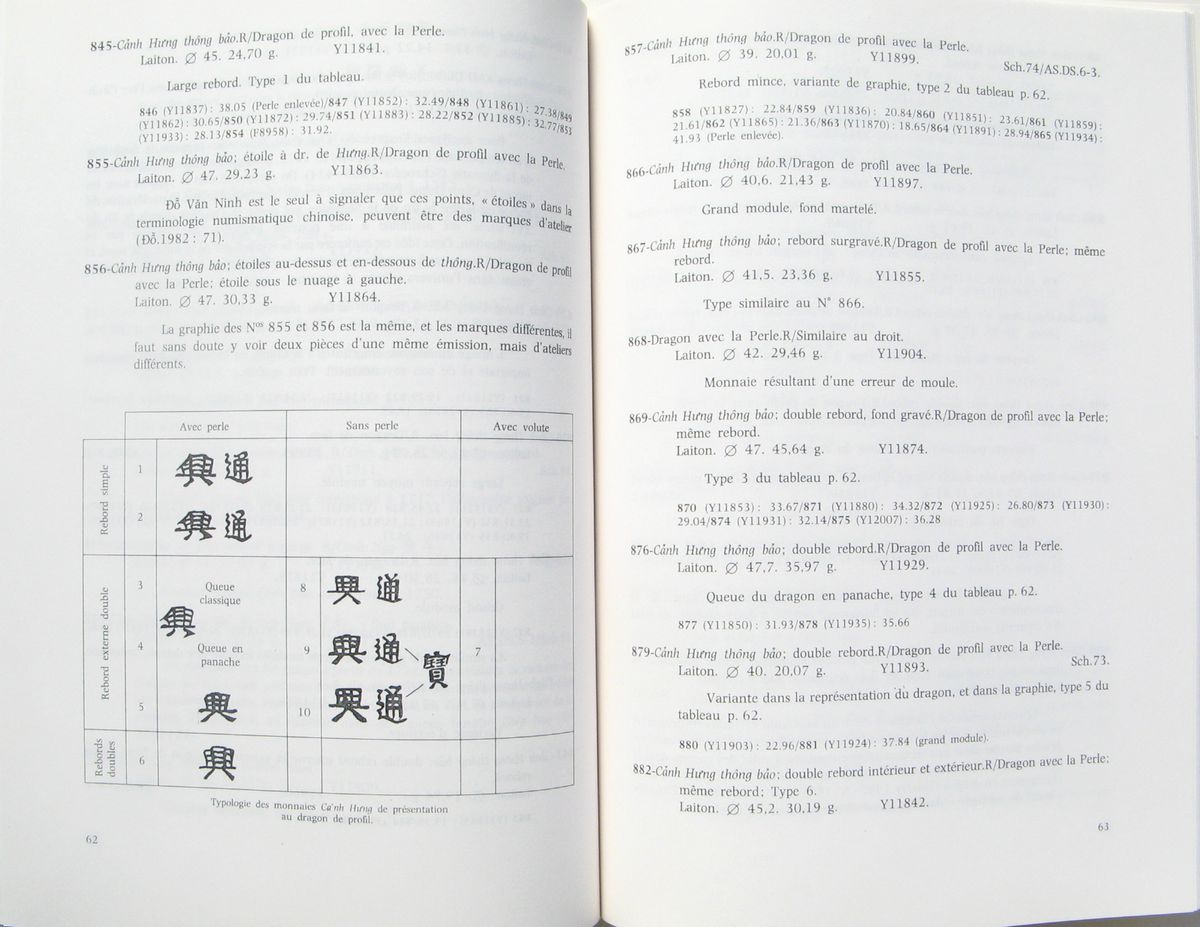 845-Cảnh Hưng thông bảo.R/Dragon de profil, avec la Perle.
Laiton. ∅ 45. 24,70 g. Y11841.
Large rebord. Type 1 du tableau.
846 (Y11837) : 38.05 (Perle enlevée)/847 (Y11852) : 32.49/848 (Y11861) : 27.38/849
(Y11862) : 30.65/850 (Y11872) : 29.74/851 (Y11883) : 28.22/852 (Y11885) : 32.77/853
(Y11933) : 28.13/854 (F8958) : 31.92.
855-Cảnh Hưng thông bảo; étoile à dr. de Hưng.R/Dragon de profil avec la Perle.
Laiton. ∅ 47. 29,23 g. Y11863.
Đỗ Văn Ninh est le seul à signaler que ces points, « étoiles » dans la
terminologie numismatique chinoise, peuvent être des marques d'atelier
(Đỗ.1982 : 71).
856-Cảnh Hưng thông bảo; étoiles au-dessus et en-dessous de thông.R/Dragon de profil
avec la Perle; étoile sous le nuage à gauche.
Laiton. ∅ 47. 30,33 g. Y11864.
La graphie des Nos 855 et 856 est la même, et les marques différentes, il
faut sans doute y voir deux pièces d'une même émission, mais d'ateliers
différents.
Avec perle Sans perle Avec volute
Rebord simple
1 興 通
2 興 通
Rebord externe double
3 Queue
classique
8 興 通
興
4 Queue en
panache
9 興 通
寶
7
5 興
10 興 通
Rebords
doubles
6 興
Typologie des monnaies Cảnh Hưng de présentation
au dragon de profil.
62
857-Cảnh Hưng thông bảo.R/Dragon de profil avec la Perle.
Laiton. ∅ 39. 20,01 g. Y11899.
Sch.74/AS.DS.6-3.
Rebord mince, variante de graphie, type 2 du tableau p. 62.
858 (Y11827) : 22.84/859 (Y11836) : 20.84/860 (Y11851) : 23.61/861 (Y11859) :
21.61/862 (Y11865) : 21.36/863 (Y11870) : 18.65/864 (Y11891) : 28.94/865 (Y11934) :
41.93 (Perle enlevée).
866-Cảnh Hưng thông bảo.R/Dragon de profil avec la Perle.
Laiton. ∅ 40,6. 21,43 g. Y11897.
Grand module, fond martelé.
867-Cảnh Hưng thông bảo; rebord surgravé.R/Dragon de profil avec la Perle; même
rebord.
Laiton. ∅ 41,5. 23,36 g. Y11855.
Type similaire au N° 866.
868-Dragon avec la Perle.R/Similaire au droit.
Laiton. ∅ 42. 29,46 g. Y11904.
Monnaie résultant d'une erreur de moule.
869-Cảnh Hưng thông bảo; double rebord, fond gravé.R/Dragon de profil avec la Perle;
même rebord.
Laiton. ∅ 47. 45,64 g. Y11874.
Type 3 du tableau p. 62.
870 (Y11853) : 33.67/871 (Y11880) : 34.32/872 (Y11925) : 26.80/873 (Y11930) :
29.04/874 (Y11931) : 32.14/875 (Y12007) : 36.28
876-Cảnh Hưng thông bảo; double rebord.R/Dragon de profil avec la Perle.
Laiton. ∅ 47,7. 35,97 g. Y11929.
Queue du dragon en panache, type 4 du tableau p. 62.
877 (Y11850) : 31.93/878 (Y11935) : 35.66
879-Cảnh Hưng thông bảo; double rebord.R/Dragon de profil avec la Perle.
Laiton. ∅ 40. 20,07 g. Y11893.
Sch.73.
Variante dans la représentation du dragon, et dans la graphie, type 5 du
tableau p. 62.
880 (Y11903) : 22.96/881 (Y11924) : 37.84 (grand module).
882-Cảnh Hưng thông bảo; double rebord intérieur et extérieur.R/Dragon avec la Perle;
même rebord; Type 6.
Laiton. ∅ 45,2. 30,19 g. Y11842.
63